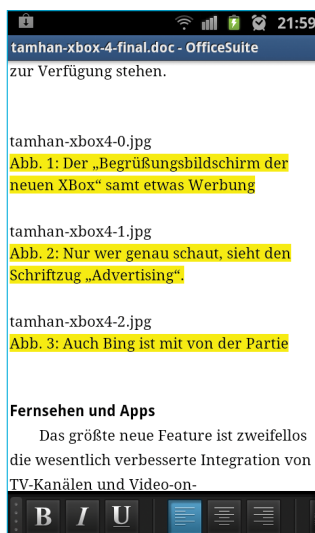 21:59
tamhan-xbox-4-final.doc - OfficeSuite
zur Verfügung stehen.
tamhan-xbox4-0.jpg
Abb. 1: Der „Begrüßungsbildschirm der
neuen XBox“ samt etwas Werbung
tamhan-xbox4-1.jpg
Abb. 2: Nur wer genau schaut, sieht den
Schriftzug „Advertising“.
tamhan-xbox4-2.jpg
Abb. 3: Auch Bing ist mit von der Partie
Fernsehen und Apps
Das größte neue Feature ist zweifellos
die wesentlich verbesserte Integration von
TV-Kanälen und Video-on-
B I U